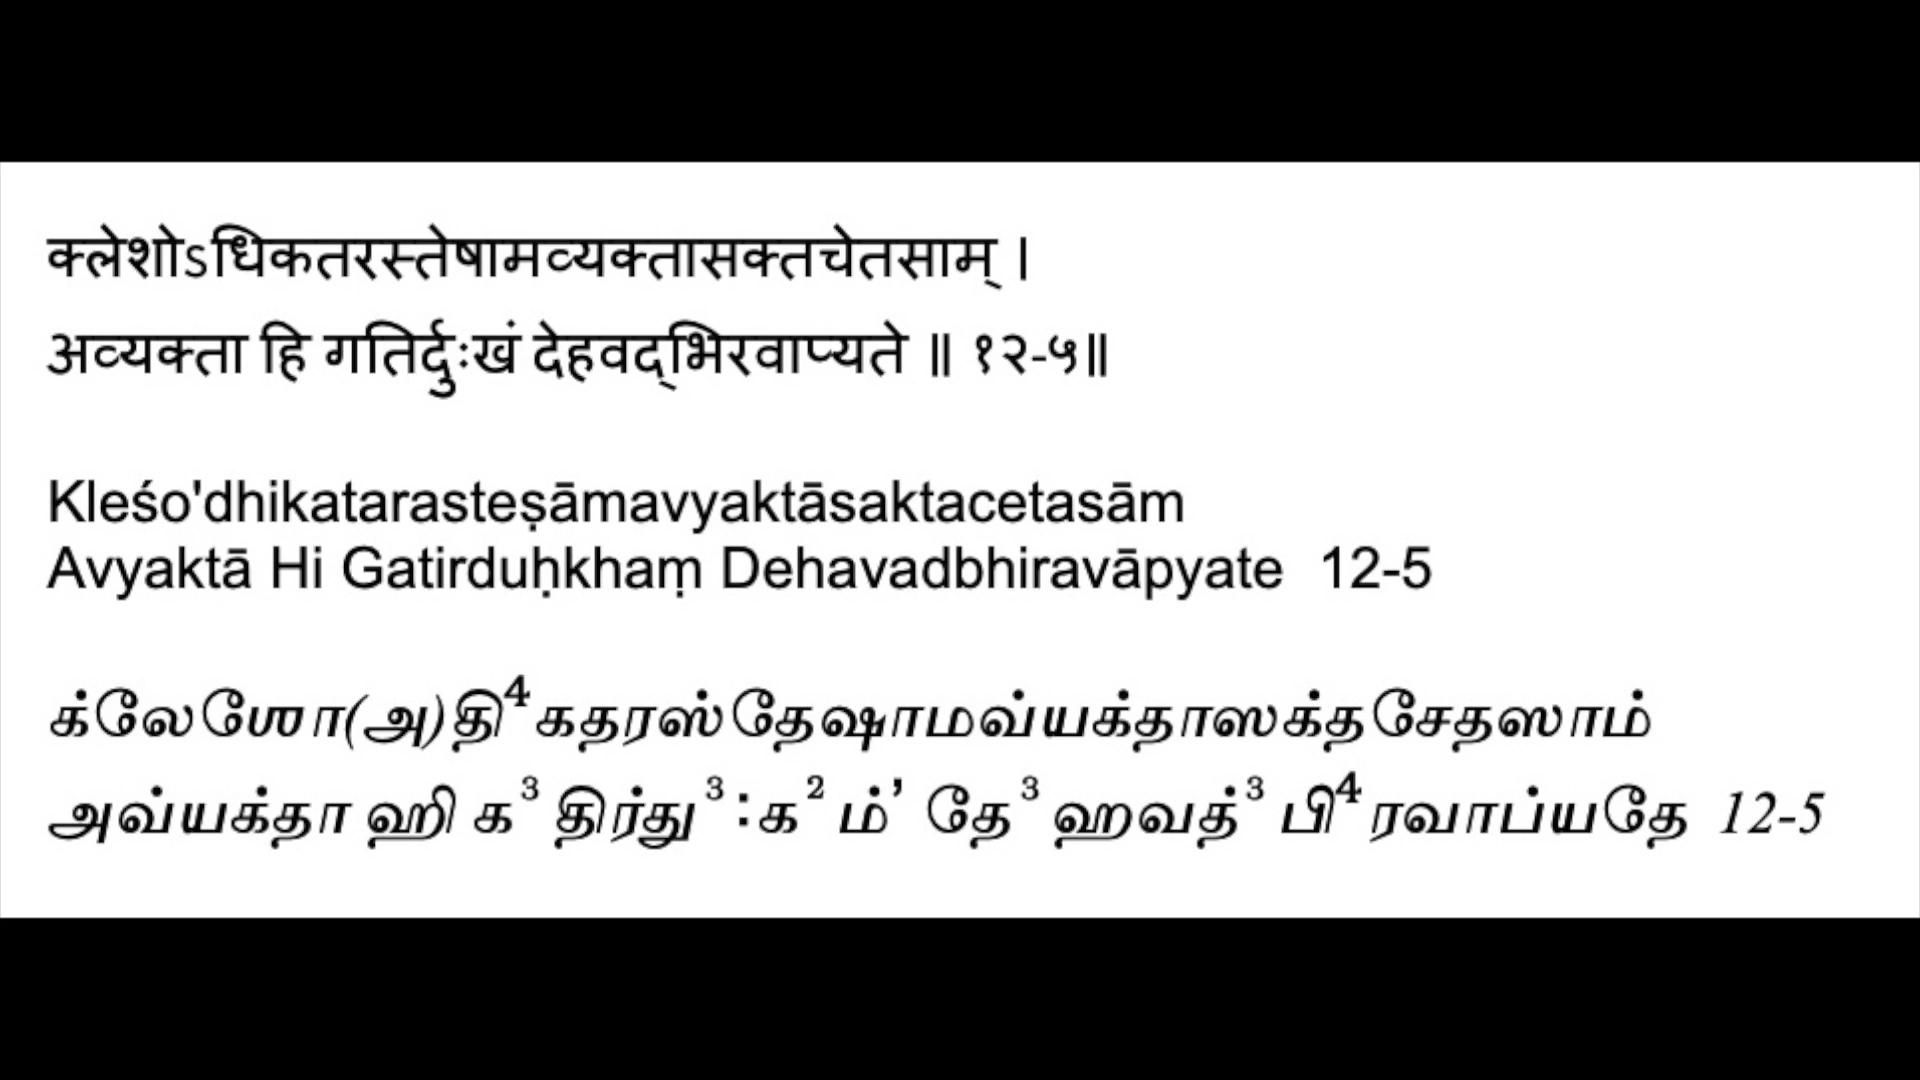 क्लेशोऽधिकतरस्तेषामव्यक्तासक्तचेतसाम् ।
अव्यक्ता हि गतिर्दुःखं देहवद्‌भिरवाप्यते ॥ १२-५॥
Kleśo'dhikatarasteṣāmavyaktāsaktacetasām
Avyaktā Hi Gatirduḥkhaṃ Dehavadbhiravāpyate 12-5
க்லேஶோ(அ)தி⁴கதரஸ்தேஷாமவ்யக்தாஸக்தசேதஸாம்
அவ்யக்தா ஹி க³திர்து³:க²ம்’ தே³ஹவத்³பி⁴ரவாப்யதே 12-5